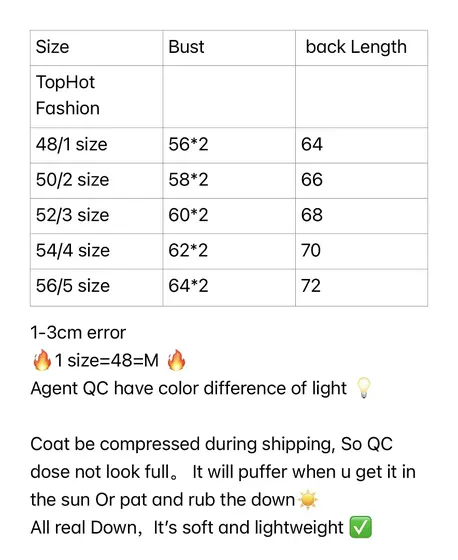 Size Bust back Length
TopHot
Fashion
48/1 size 56*2 64
50/2 size 58*2 66
52/3 size 60*2 68
54/4 size 62*2 70
56/5 size 64*2 72
1-3cm error
🔥1 size=48=M 🔥
Agent QC have color difference of light 💡
Coat be compressed during shipping, So QC
dose not look full。 It will puffer when u get it in
the sun Or pat and rub the down☀️
All real Down，It’s soft and lightweight ✅